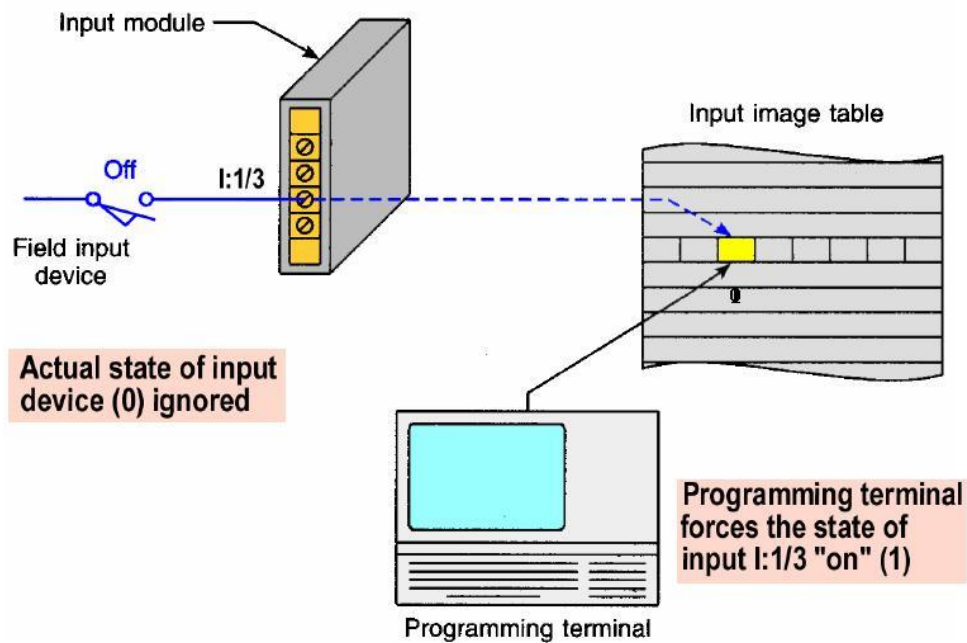 Input module
Input image table
Off
I:1/3
Field input
device
Actual state of input
device (0) ignored
Programming terminal
forces the state of
input I:1/3 "on" (1)
Programming terminal